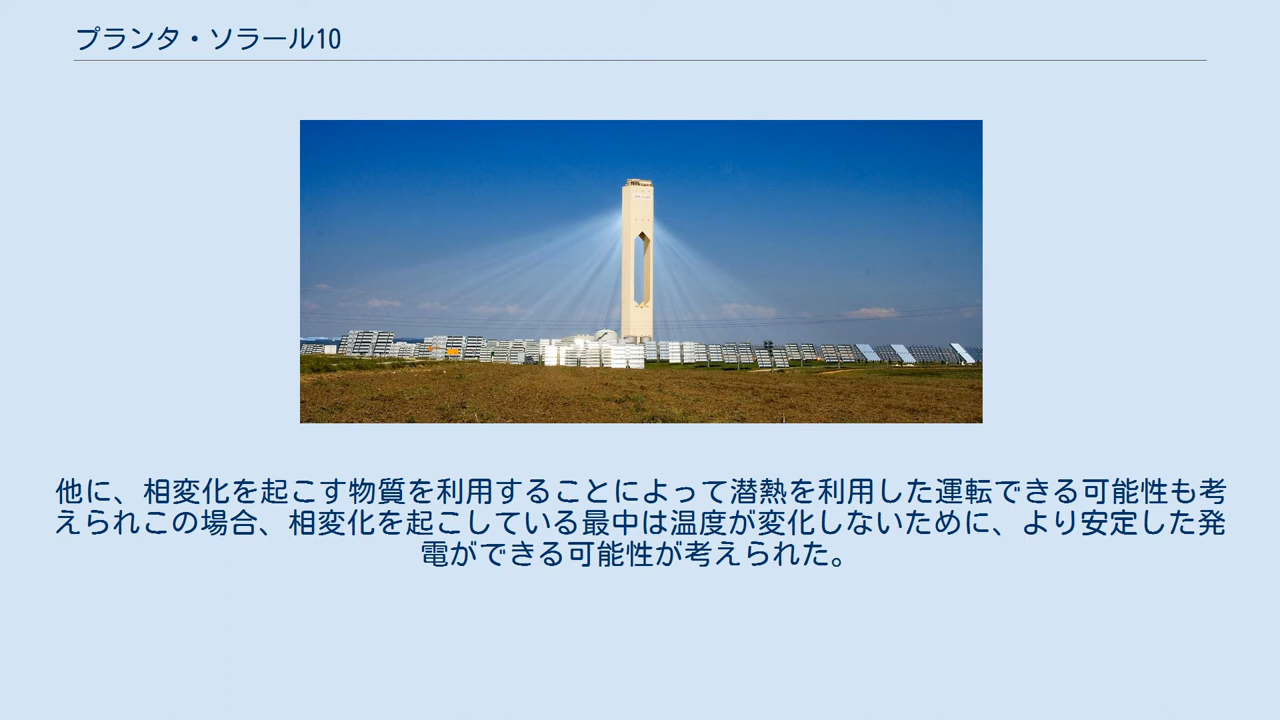 プランタ・ソラール10
他に、相変化を起こす物質を利用することによって潜熱を利用した運転できる可能性も考
えられこの場合、相変化を起こしている最中は温度が変化しないために、より安定した発
電ができる可能性が考えられた。